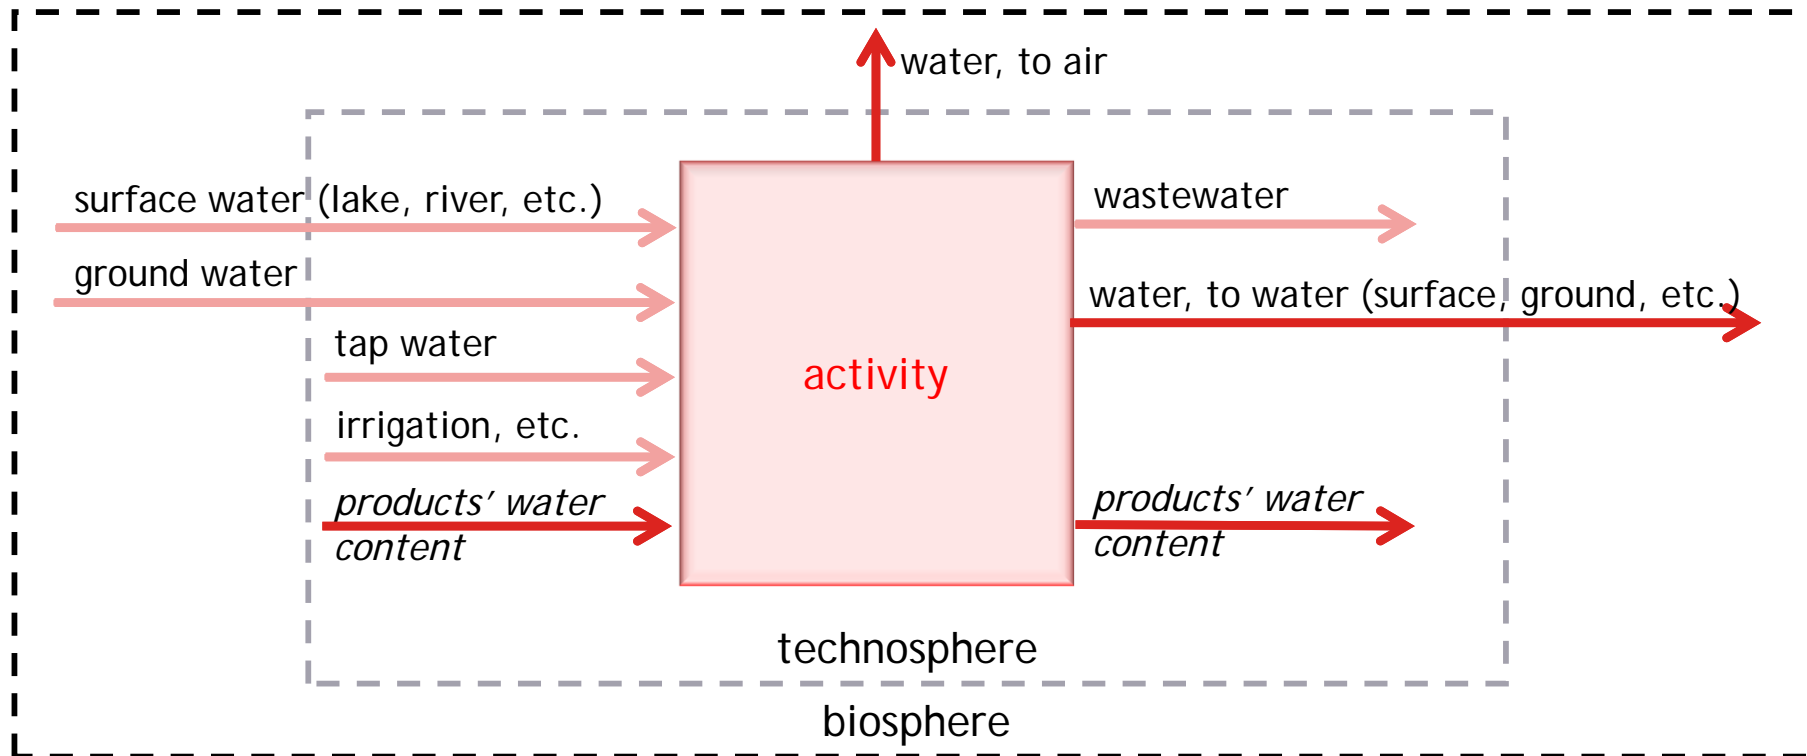 water, to air
surface water (lake, river, etc.)
wastewater
ground water
water, to water (surface, ground, etc.)
tap water
activity
irrigation, etc.
products’ water
content
products’ water
content
technosphere
biosphere